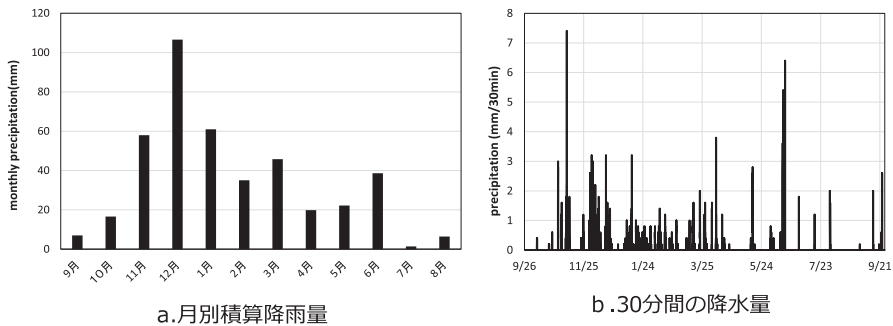 monthly precipitation(mm)
120
100
80
60
40
20
0
9月 10月 11月 12月 1月 2月 3月 4月 5月 6月 7月 8月
a.月別積算降雨量
precipitation (mm/30min)
8
7
6
5
4
3
2
1
0
9/26 11/25 1/24 3/25 5/24 7/23 9/21
b.30分間の降水量